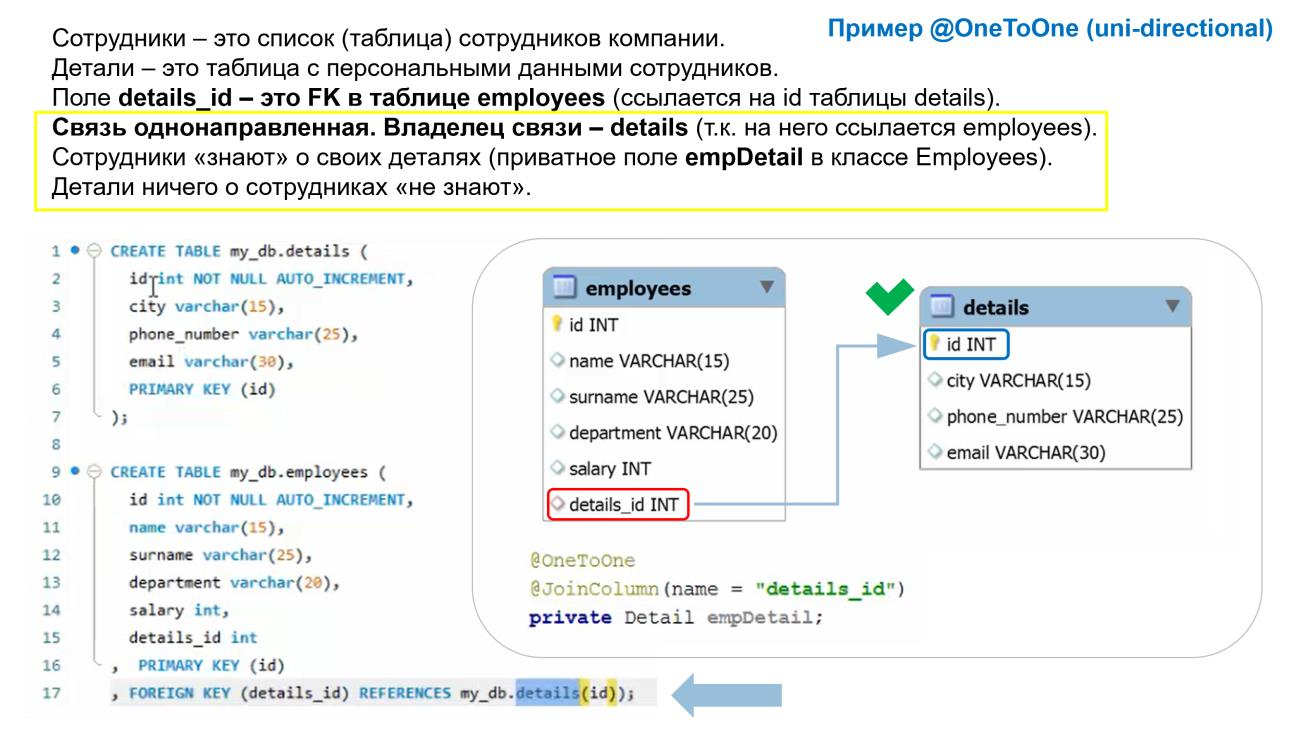 Пример @OneToOne (uni-directional)
Сотрудники – это список (таблица) сотрудников компании.
Детали – это таблица с персональными данными сотрудников.
Поле details_id – это FK в таблице employees (ссылается на id таблицы details).
Связь однонаправленная. Владелец связи – details (т.к. на него ссылается employees).
Сотрудники «знают» о своих деталях (приватное поле empDetail в классе Employees).
Детали ничего о сотрудниках «не знают».
1 CREATE TABLE my_db.details (
2 id int NOT NULL AUTO_INCREMENT,
3 city varchar(15),
4 phone_number varchar(25),
5 email varchar(30),
6 PRIMARY KEY (id)
7 );
8
9 CREATE TABLE my_db.employees (
10 id int NOT NULL AUTO_INCREMENT,
11 name varchar(15),
12 surname varchar(25),
13 department varchar(20),
14 salary int,
15 details_id int
16 , PRIMARY KEY (id)
17 , FOREIGN KEY (details_id) REFERENCES my_db.details(id));
employees
id INT
name VARCHAR(15)
surname VARCHAR(25)
department VARCHAR(20)
salary INT
details_id INT
details
id INT
city VARCHAR(15)
phone_number VARCHAR(25)
email VARCHAR(30)
@OneToOne
@JoinColumn(name = "details_id")
private Detail empDetail;